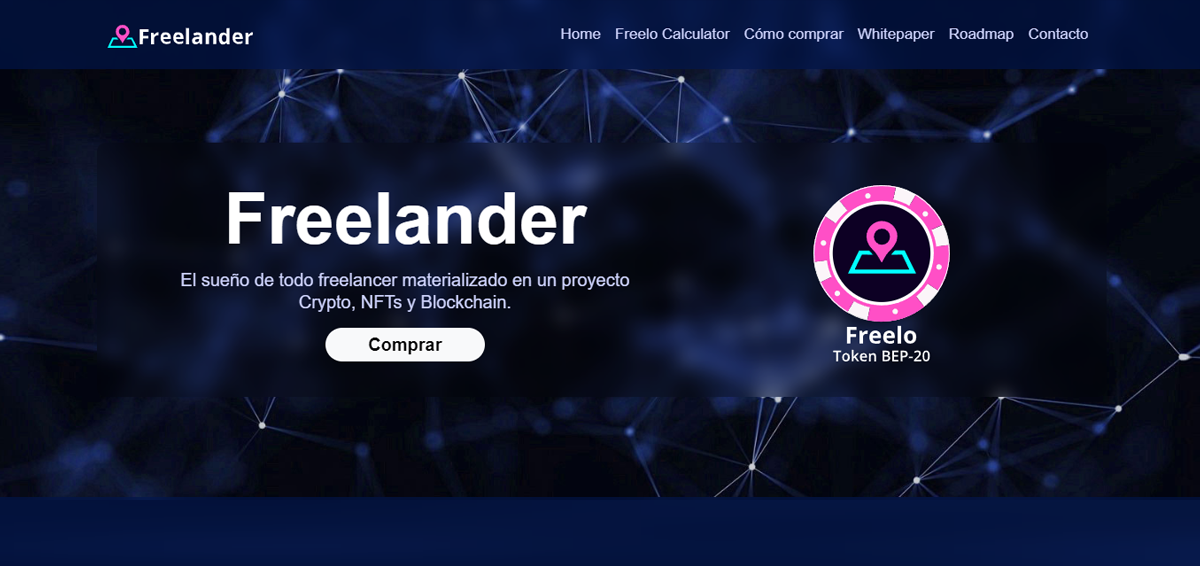 Freelander
Home Freelo Calculator Cómo comprar Whitepaper Roadmap Contacto
Freelander
El sueño de todo freelancer materializado en un proyecto
Crypto, NFTs y Blockchain.
Comprar
Freelo
Token BEP-20